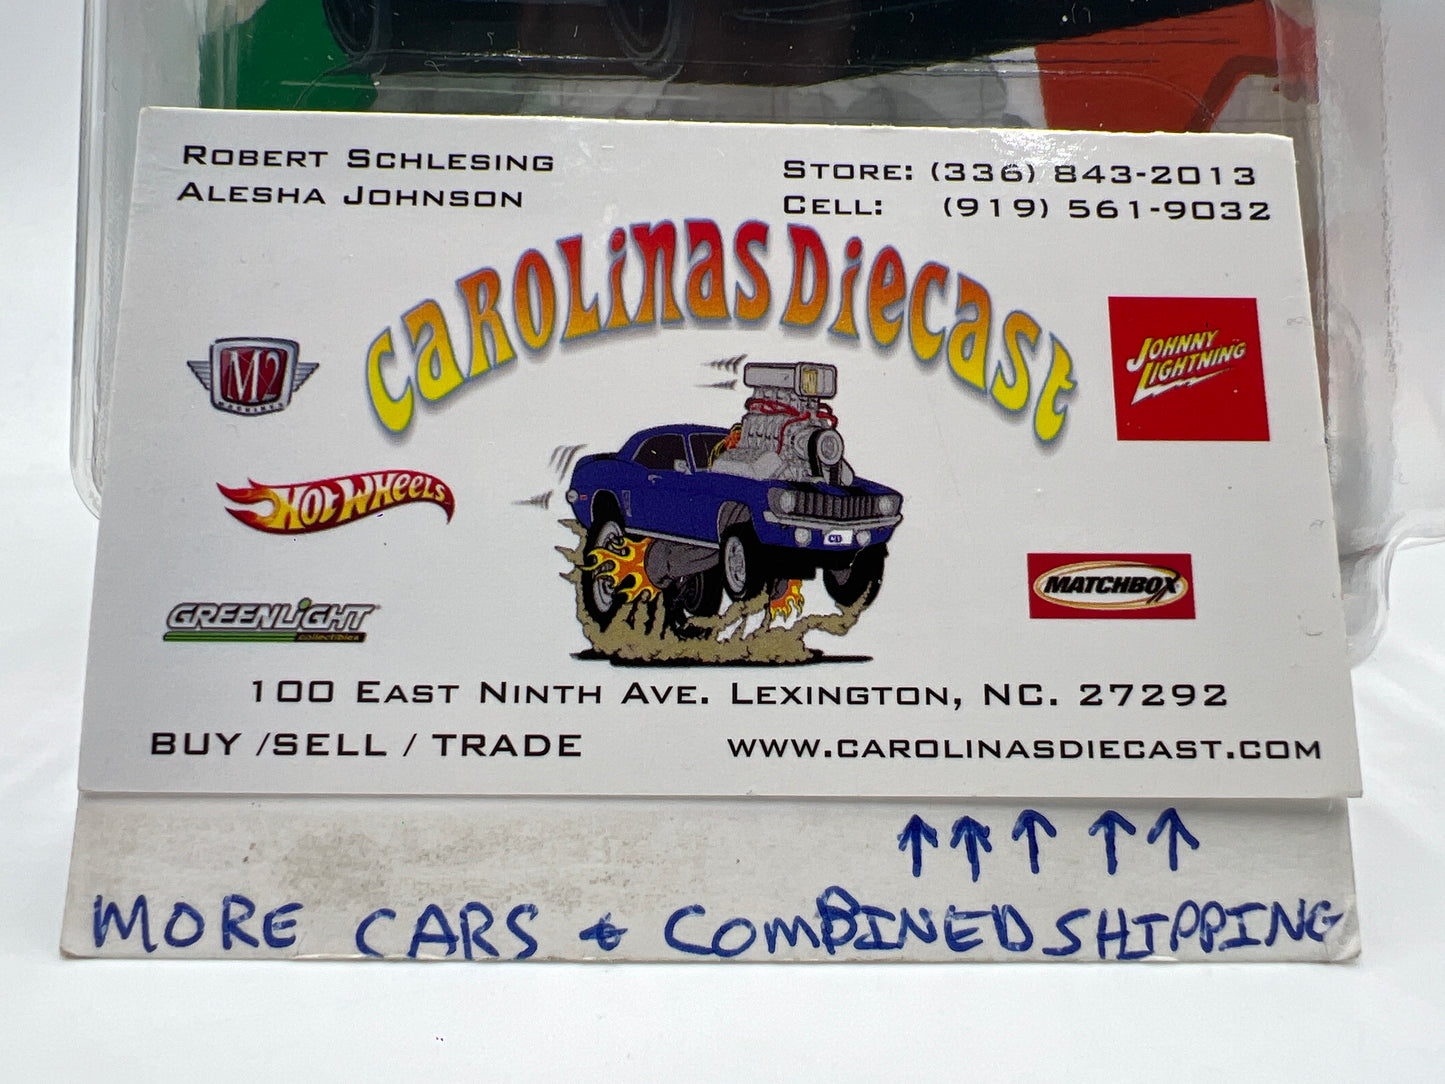 ROBERT SCHLESING
ALESHA JOHNSON
STORE: (336) 843-2013
CELL: (919) 561-9032
CAROLINAS DIECAST
M2
MACHINES
JOHNNY
LIGHTNING
HOT WHEELS
CD
MATCHBOX
GREENLIGHT
collectibles
100 EAST NINTH AVE. LEXINGTON, NC. 27292
BUY /SELL / TRADE
WWW.CAROLINASDIECAST.COM
↑ ↑ ↑ ↑ ↑
MORE CARS + COMBINED SHIPPING